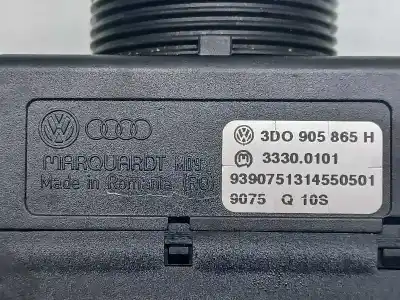 MARQUARDT
Made in Romania (RO)
3D0 905 865 H
3330.0101
9390751314550501
9075 Q 10S